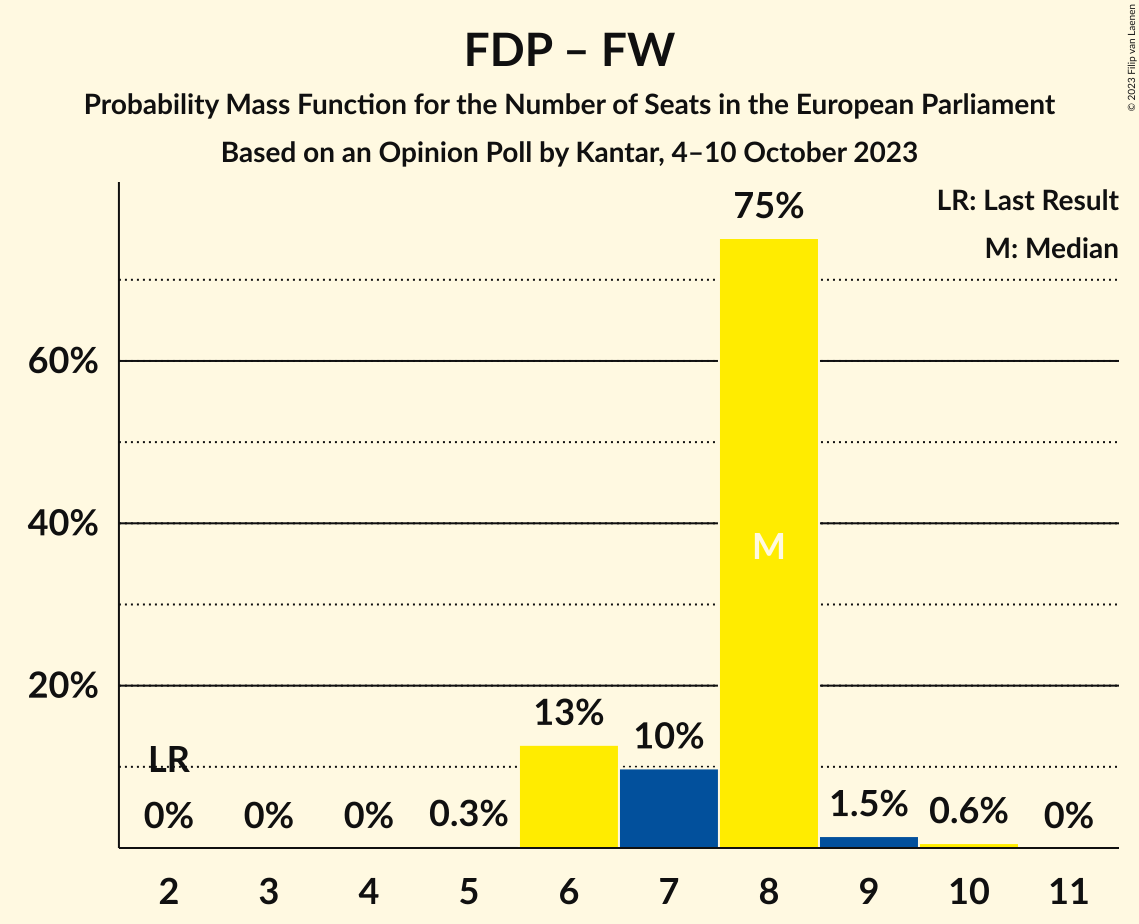 FDP – FW
Probability Mass Function for the Number of Seats in the European Parliament
Based on an Opinion Poll by Kantar, 4–10 October 2023
© 2023 Filip van Laenen
LR: Last Result
M: Median
75%
60%
40%
M
20%
13%
10%
LR
0% 0% 0% 0.3% 1.5% 0.6% 0%
2 3 4 5 6 7 8 9 10 11